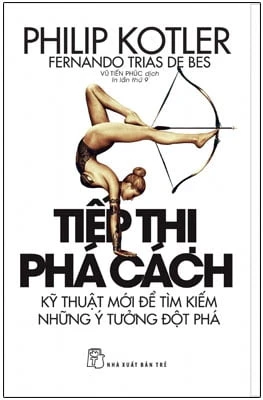 PHILIP KOTLER
FERNANDO TRIAS DE BES
VŨ TIẾN PHÚC dịch
In lần thứ 9
TIẾP THỊ
PHÁ CÁCH
KỸ THUẬT MỚI ĐỂ TÌM KIẾM
NHỮNG Ý TƯỞNG ĐỘT PHÁ
NHÀ XUẤT BẢN TRẺ